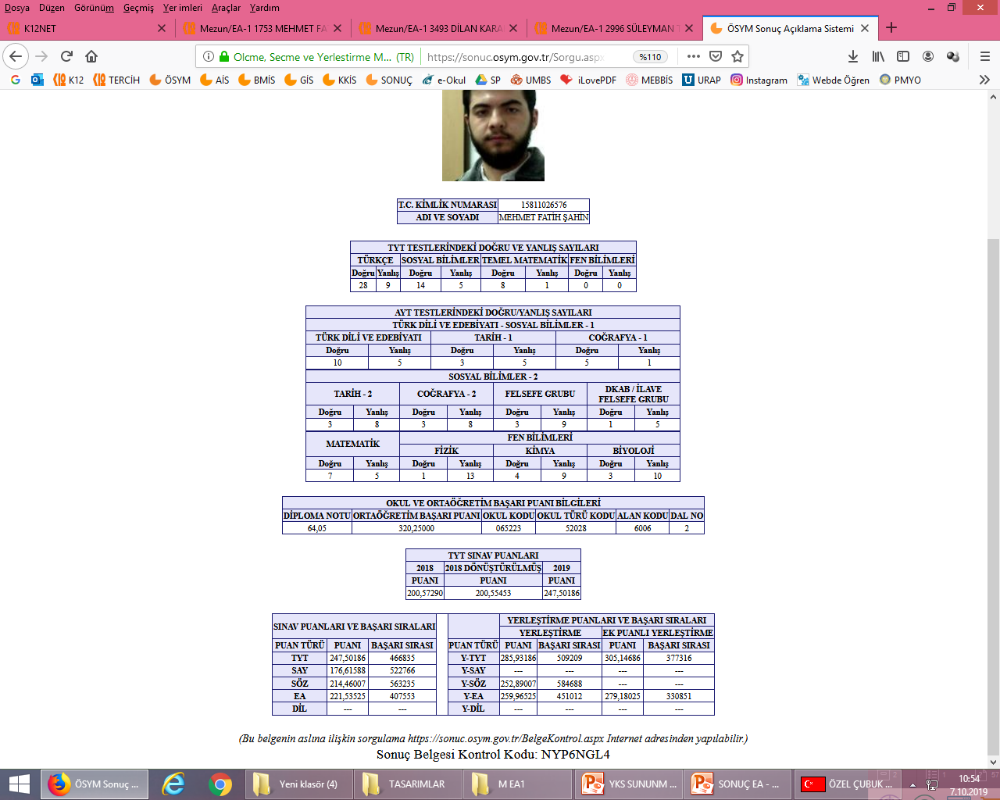 Dosya Düzen Görünüm Geçmiş Yer imleri Araçlar Yardım
K12NET
Mezun/EA-1 1753 MEHMET FA
Mezun/EA-1 3493 DİLAN KARA
Mezun/EA-1 2996 SÜLEYMAN T
ÖSYM Sonuç Açıklama Sistemi
Olcme, Secme ve Yerlestirme M... (TR) https://sonuc.osym.gov.tr/Sorgu.aspx %110
K12 TERCİH ÖSYM AİS BMİS GİS KKİS SONUÇ e-Okul SP UMBS iLovePDF MEBBİS URAP Instagram Webde Öğren PMYO
T.C. KİMLİK NUMARASI 15811026576
ADI VE SOYADI MEHMET FATİH ŞAHİN
TYT TESTLERİNDEKİ DOĞRU VE YANLIŞ SAYILARI
TÜRKÇE SOSYAL BİLİMLER TEMEL MATEMATİK FEN BİLİMLERİ
Doğru Yanlış Doğru Yanlış Doğru Yanlış Doğru Yanlış
28 9 14 5 8 1 0 0
AYT TESTLERİNDEKİ DOĞRU/YANLIŞ SAYILARI
TÜRK DİLİ VE EDEBİYATI - SOSYAL BİLİMLER - 1
TÜRK DİLİ VE EDEBİYATI TARİH - 1 COĞRAFYA - 1
Doğru Yanlış Doğru Yanlış Doğru Yanlış
10 5 3 5 5 1
SOSYAL BİLİMLER - 2
TARİH - 2 COĞRAFYA - 2 FELSEFE GRUBU DKAB / İLAVE
FELSEFE GRUBU
Doğru Yanlış Doğru Yanlış Doğru Yanlış Doğru Yanlış
3 8 3 8 3 9 1 5
MATEMATİK FEN BİLİMLERİ
FİZİK KİMYA BİYOLOJİ
Doğru Yanlış Doğru Yanlış Doğru Yanlış Doğru Yanlış
7 5 1 13 4 9 3 10
OKUL VE ORTAÖĞRETİM BAŞARI PUANI BİLGİLERİ
DİPLOMA NOTU ORTAÖĞRETİM BAŞARI PUANI OKUL KODU OKUL TÜRÜ KODU ALAN KODU DAL NO
64,05 320,25000 065223 52028 6006 2
TYT SINAV PUANLARI
2018 2018 DÖNÜŞTÜRÜLMÜŞ 2019
PUANI PUANI PUANI
200,57290 200,55453 247,50186
SINAV PUANLARI VE BAŞARI SIRALARI YERLEŞTİRME PUANLARI VE BAŞARI SIRALARI
YERLEŞTİRME EK PUANLI YERLEŞTİRME
PUAN TÜRÜ PUANI BAŞARI SIRASI PUAN TÜRÜ PUANI BAŞARI SIRASI PUANI BAŞARI SIRASI
TYT 247,50186 466835 Y-TYT 285,93186 509209 305,14686 377316
SAY 176,61588 522766 Y-SAY --- --- --- ---
SÖZ 214,46007 563235 Y-SÖZ 252,89007 584688 --- ---
EA 221,53525 407553 Y-EA 259,96525 451012 279,18025 330851
DİL --- --- Y-DİL --- --- --- ---
(Bu belgenin aslına ilişkin sorgulama https://sonuc.osym.gov.tr/BelgeKontrol.aspx Internet adresinden yapılabilir.)
Sonuç Belgesi Kontrol Kodu: NYP6NGL4
ÖSYM Sonuç ... Yeni klasör (4) TASARIMLAR M EA1 YKS SUNUNM ... SONUÇ EA - ... ÖZEL ÇUBUK ... 10:54
7.10.2019